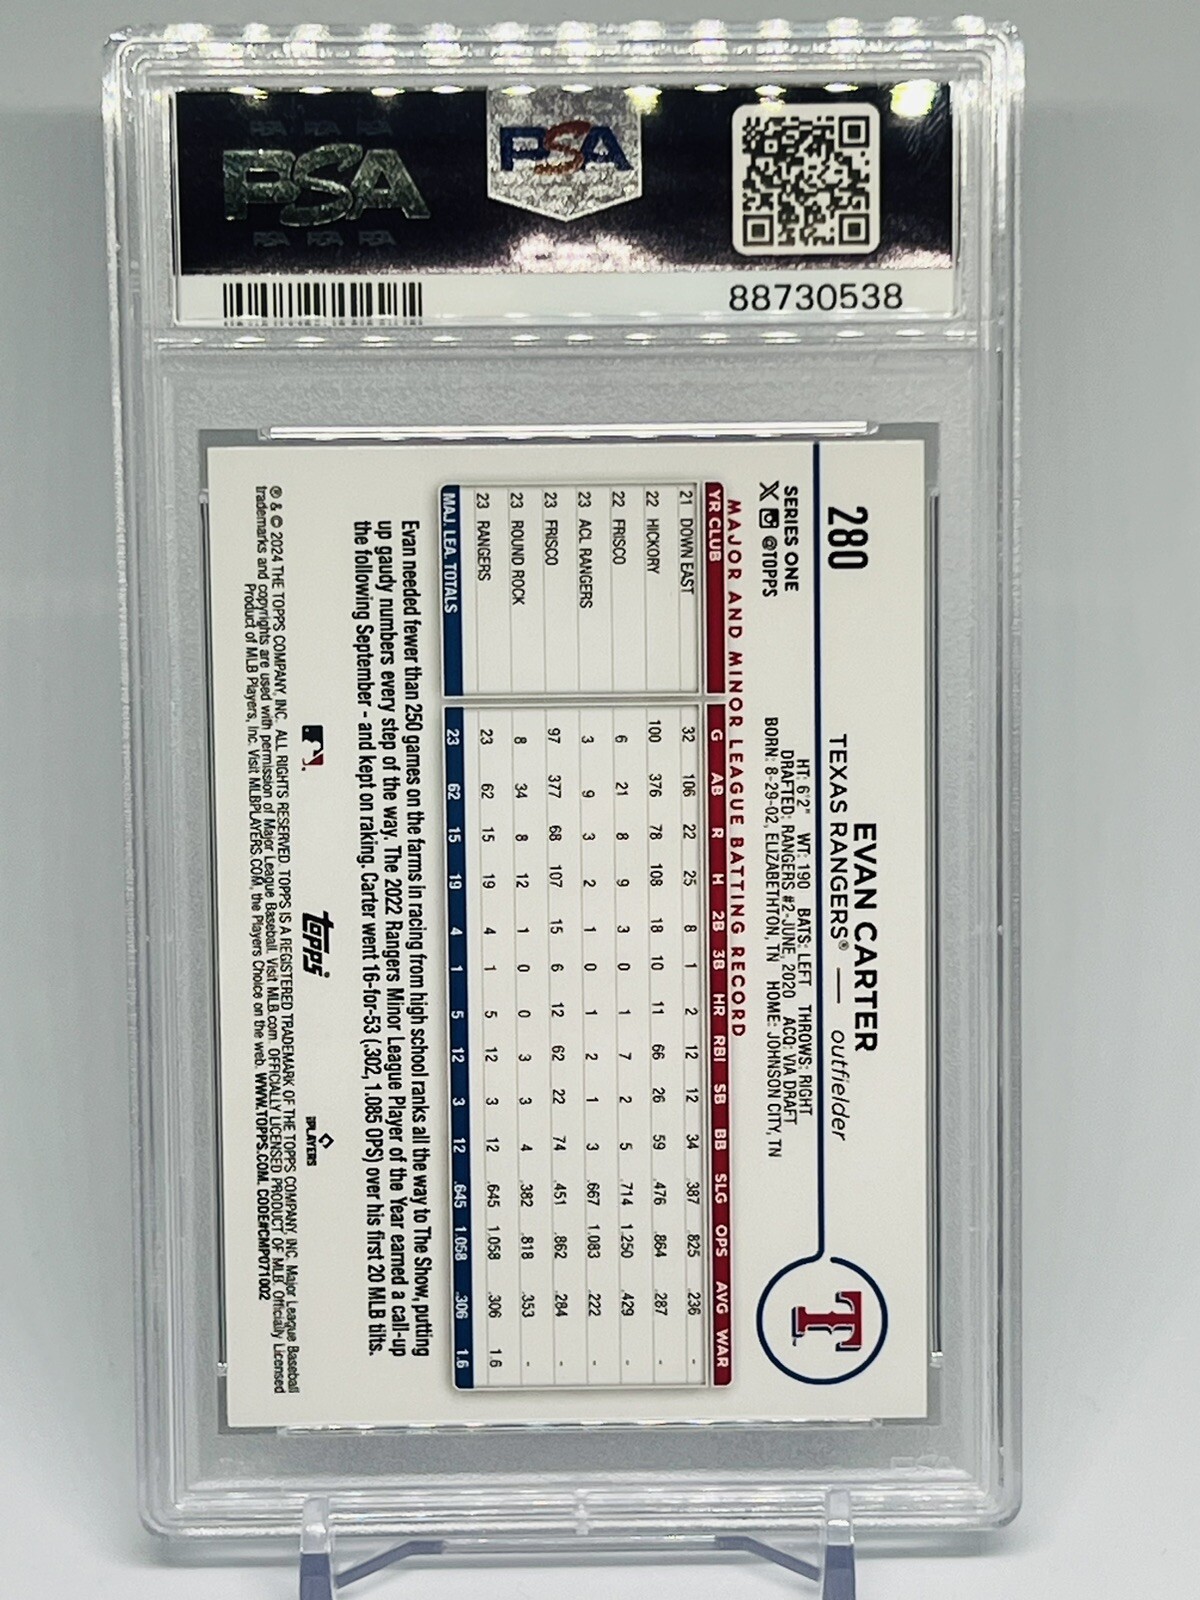 PSA PSA PSA
PSA
PSA PSA PSA
PSA
88730538
280
EVAN CARTER
TEXAS RANGERS® — outfielder
SERIES ONE
X @TOPPS
HT: 6'2" WT: 190 BATS: LEFT THROWS: RIGHT
DRAFTED: RANGERS #2-JUNE, 2020 ACQ: VIA DRAFT
BORN: 8-29-02, ELIZABETHTON, TN HOME: JOHNSON CITY, TN
T
MAJOR AND MINOR LEAGUE BATTING RECORD
YR CLUB G AB R H 2B 3B HR RBI SB BB SLG OPS AVG WAR
21 DOWN EAST 32 106 22 25 8 1 2 12 12 34 .387 .825 .236 -
22 HICKORY 100 376 78 108 18 10 11 66 26 59 .476 .864 .287 -
22 FRISCO 6 21 8 9 3 0 1 7 2 5 .714 1.250 .429 -
23 ACL RANGERS 3 9 3 2 1 0 1 2 1 3 .667 1.083 .222 -
23 FRISCO 97 377 68 107 15 6 12 62 22 74 .451 .862 .284 -
23 ROUND ROCK 8 34 8 12 1 0 0 3 3 4 .382 .818 .353 -
23 RANGERS 23 62 15 19 4 1 5 12 3 12 .645 1.058 .306 1.6
MAJ. LEA. TOTALS 23 62 15 19 4 1 5 12 3 12 .645 1.058 .306 1.6
Evan needed fewer than 250 games on the farms in racing from high school ranks all the way to The Show, putting
up gaudy numbers every step of the way. The 2022 Rangers Minor League Player of the Year earned a call-up
the following September - and kept on raking. Carter went 16-for-53 (.302, 1.085 OPS) over his first 20 MLB tilts.
topps®
PLAYERS
® & © 2024 THE TOPPS COMPANY, INC. ALL RIGHTS RESERVED. TOPPS IS A REGISTERED TRADEMARK OF THE TOPPS COMPANY, INC. Major League Baseball
trademarks and copyrights are used with permission of Major League Baseball. Visit MLB.com. OFFICIALLY LICENSED PRODUCT OF MLB. Officially Licensed
Product of MLB Players, Inc. Visit MLBPLAYERS.COM, the Players Choice on the web. WWW.TOPPS.COM. CODE#CMP071002